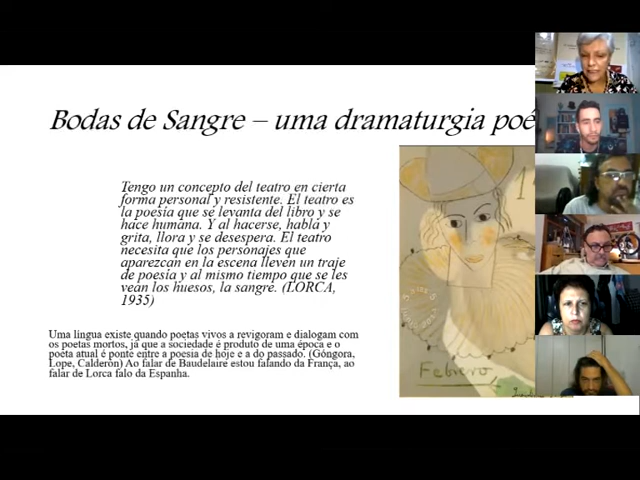 Bodas de Sangre – uma dramaturgia poé
Tengo un concepto del teatro en cierta
forma personal y resistente. El teatro es
la poesía que se levanta del libro y se
hace humana. Y al hacerse, habla y
grita, llora y se desespera. El teatro
necesita que los personajes que
aparezcan en la escena lleven un traje
de poesía y al mismo tiempo que se les
vean los huesos, la sangre. (LORCA,
1935)
Uma língua existe quando poetas vivos a revigoram e dialogam com
os poetas mortos, já que a sociedade é produto de uma época e o
poeta atual é ponte entre a poesia de hoje e a do passado. (Góngora,
Lope, Calderón) Ao falar de Baudelaire estou falando da França, ao
falar de Lorca falo da Espanha.
Febrero